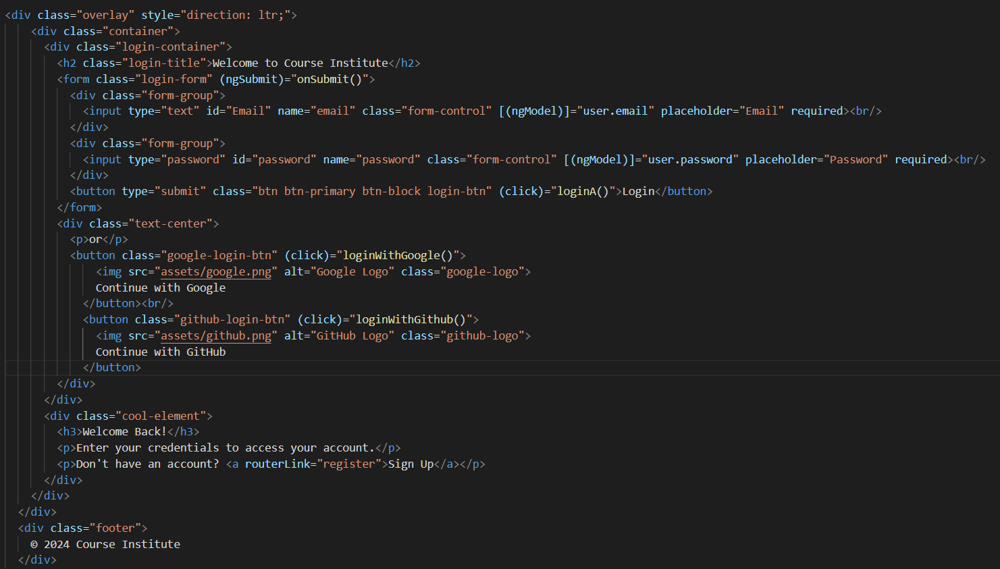 <div class="overlay" style="direction: ltr;">
<div class="container">
<div class="login-container">
<h2 class="login-title">Welcome to Course Institute</h2>
<form class="login-form" (ngSubmit)="onSubmit()">
<div class="form-group">
<input type="text" id="Email" name="email" class="form-control" [(ngModel)]="user.email" placeholder="Email" required><br/>
</div>
<div class="form-group">
<input type="password" id="password" name="password" class="form-control" [(ngModel)]="user.password" placeholder="Password" required><br/>
</div>
<button type="submit" class="btn btn-primary btn-block login-btn" (click)="loginA()">Login</button>
</form>
<div class="text-center">
<p>or</p>
<button class="google-login-btn" (click)="loginWithGoogle()">
<img src="assets/google.png" alt="Google Logo" class="google-logo">
Continue with Google
</button><br/>
<button class="github-login-btn" (click)="loginWithGithub()">
<img src="assets/github.png" alt="GitHub Logo" class="github-logo">
Continue with GitHub
</button>
</div>
</div>
<div class="cool-element">
<h3>Welcome Back!</h3>
<p>Enter your credentials to access your account.</p>
<p>Don't have an account? <a routerLink="register">Sign Up</a></p>
</div>
</div>
</div>
<div class="footer">
© 2024 Course Institute
</div>